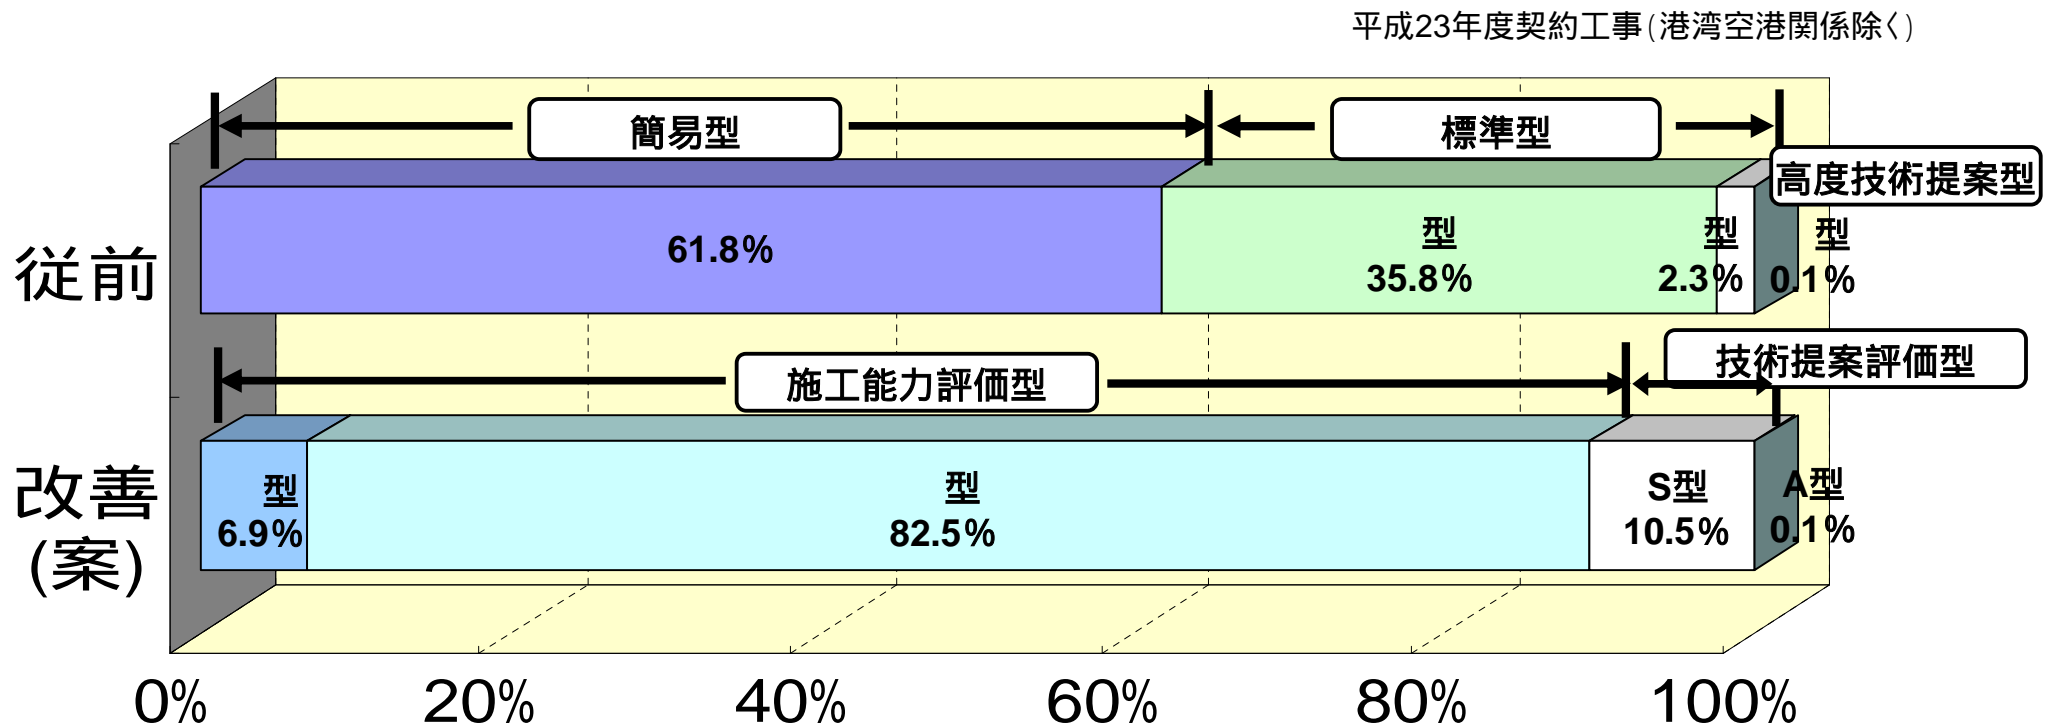 平成23年度契約工事(港湾空港関係除く)
簡易型
標準型
高度技術提案型
従前
61.8%
型
35.8%
型
2.3%
型
0.1%
施工能力評価型
技術提案評価型
改善
(案)
型
6.9%
型
82.5%
S型
10.5%
A型
0.1%
0%
20%
40%
60%
80%
100%